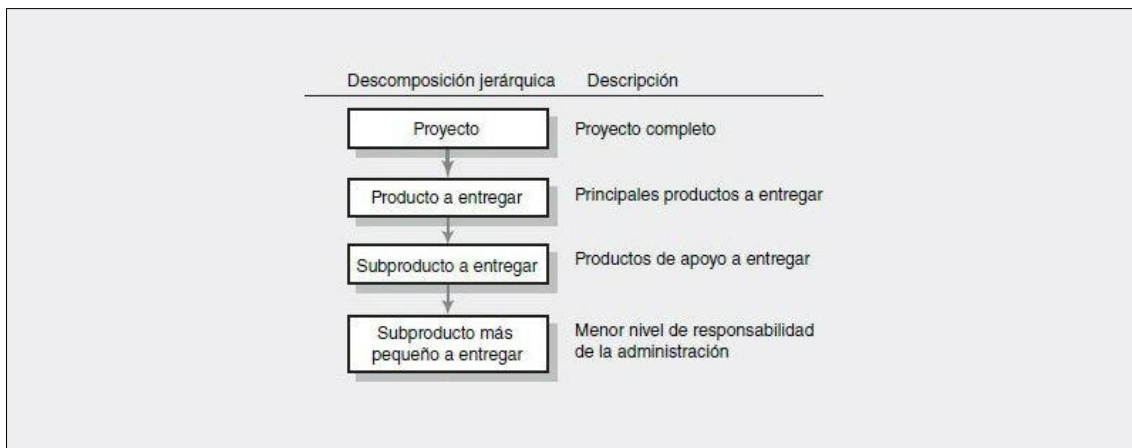 Descomposición jerárquica Descripción
Proyecto Proyecto completo
Producto a entregar Principales productos a entregar
Subproducto a entregar Productos de apoyo a entregar
Subproducto más
pequeño a entregar
Menor nivel de responsabilidad
de la administración